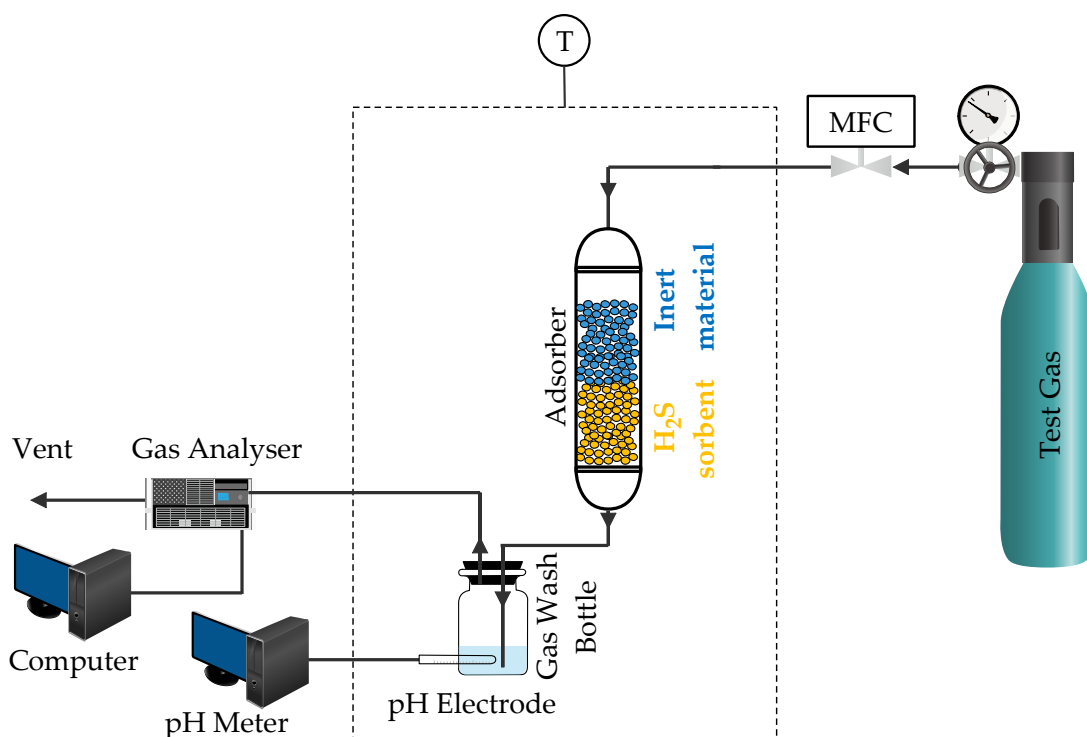 T
MFC
Test Gas
Adsorber
Inert
material
H₂S
sorbent
Vent
Gas Analyser
Computer
pH Meter
Gas Wash
Bottle
pH Electrode